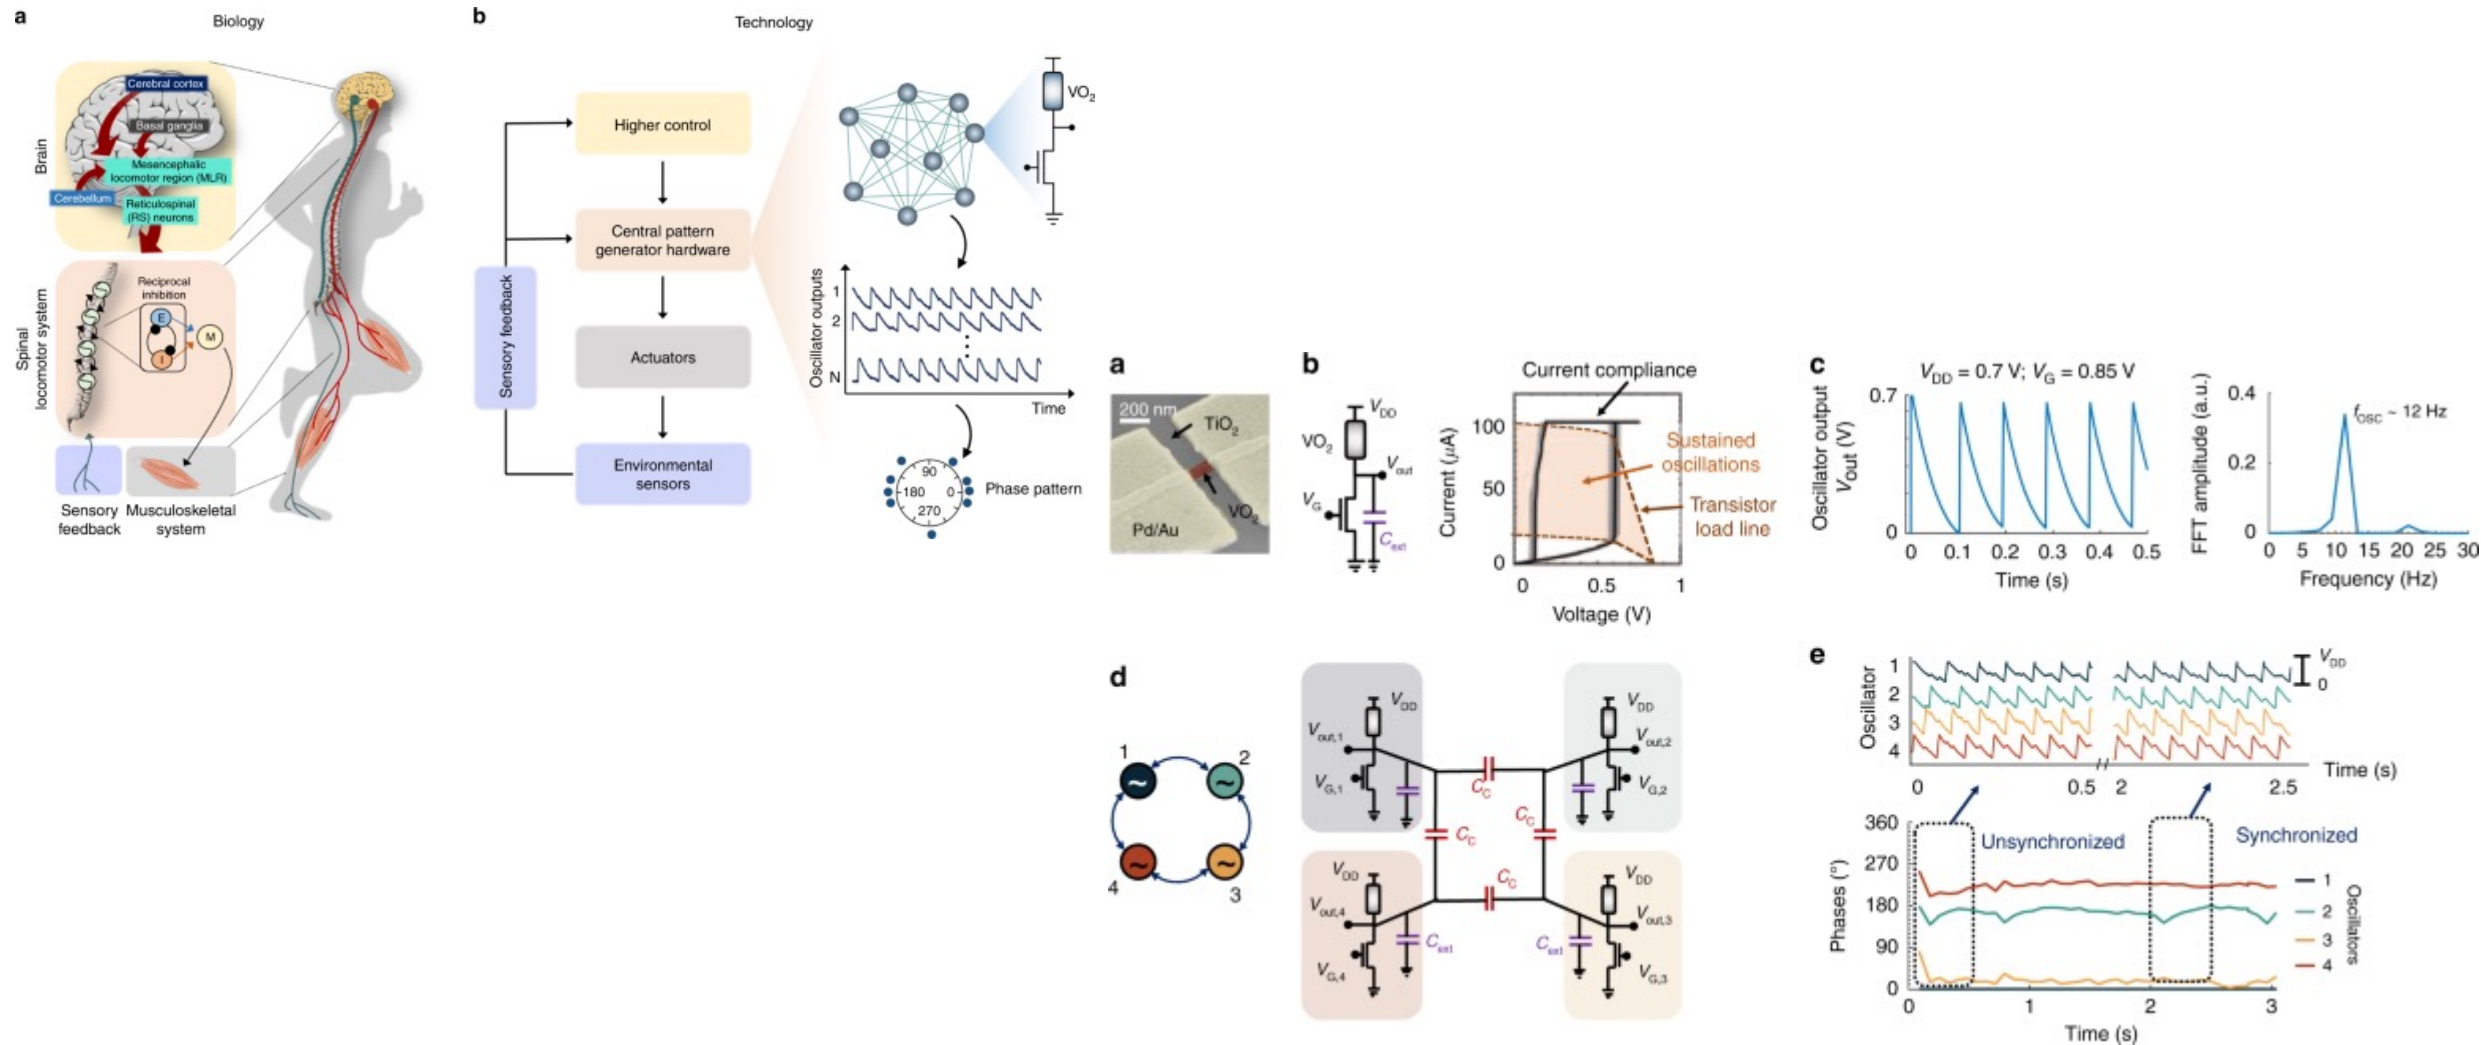 a
Biology
Brain
Cerebral cortex
Basal ganglia
Mesencephalic
locomotor region (MLR)
Cerebellum
Reticulospinal
(RS) neurons
Spinal
locomotor system
Reciprocal
inhibition
E
I
M
Sensory
feedback
Musculoskeletal
system
b
Technology
Higher control
Central pattern
generator hardware
Actuators
Environmental
sensors
Sensory feedback
VO2
Oscillator outputs
1
2
N
Time
90
180
0
270
Phase pattern
a
200 nm
TiO2
VO2
Pd/Au
b
VDD
VO2
Vout
VG
Cext
Current compliance
Current (μA)
100
50
0
Sustained
oscillations
Transistor
load line
0 0.5 1
Voltage (V)
c
VDD = 0.7 V; VG = 0.85 V
Oscillator output
Vout (V)
0.7
0
0 0.1 0.2 0.3 0.4 0.5
Time (s)
FFT amplitude (a.u.)
0.4
0.2
0
fOSC ~ 12 Hz
0 5 10 15 20 25 30
Frequency (Hz)
d
1
2
4
3
VDD
Vout,1
VG,1
VDD
Vout,2
VG,2
CC
CC
CC
CC
VDD
Vout,4
VG,4
Cext
VDD
Vout,3
VG,3
Cext
e
Oscillator
1
2
3
4
VDD
0
Time (s)
0 0.5 2 2.5
Phases (°)
360
270
180
90
0
Unsynchronized
Synchronized
1
2
3
4
Oscillators
0 1 2 3
Time (s)